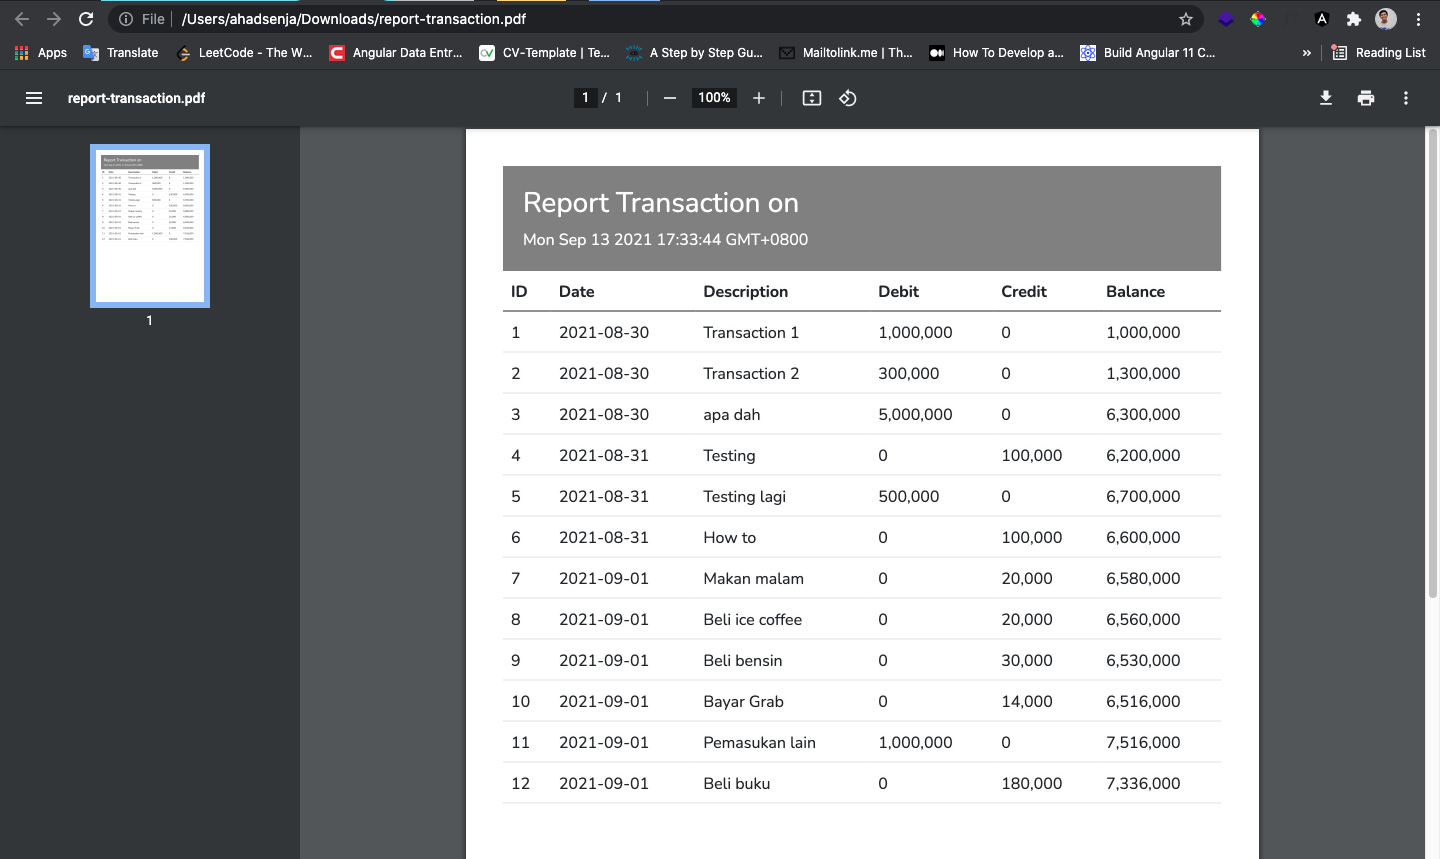 File /Users/ahadsenja/Downloads/report-transaction.pdf
Apps Translate LeetCode - The W... Angular Data Entr... CV-Template | Te... A Step by Step Gu... Mailtolink.me | Th... How To Develop a... Build Angular 11 C... » Reading List
report-transaction.pdf 1 / 1 100%
1
Report Transaction on
Mon Sep 13 2021 17:33:44 GMT+0800
ID Date Description Debit Credit Balance
1 2021-08-30 Transaction 1 1,000,000 0 1,000,000
2 2021-08-30 Transaction 2 300,000 0 1,300,000
3 2021-08-30 apa dah 5,000,000 0 6,300,000
4 2021-08-31 Testing 0 100,000 6,200,000
5 2021-08-31 Testing lagi 500,000 0 6,700,000
6 2021-08-31 How to 0 100,000 6,600,000
7 2021-09-01 Makan malam 0 20,000 6,580,000
8 2021-09-01 Beli ice coffee 0 20,000 6,560,000
9 2021-09-01 Beli bensin 0 30,000 6,530,000
10 2021-09-01 Bayar Grab 0 14,000 6,516,000
11 2021-09-01 Pemasukan lain 1,000,000 0 7,516,000
12 2021-09-01 Beli buku 0 180,000 7,336,000